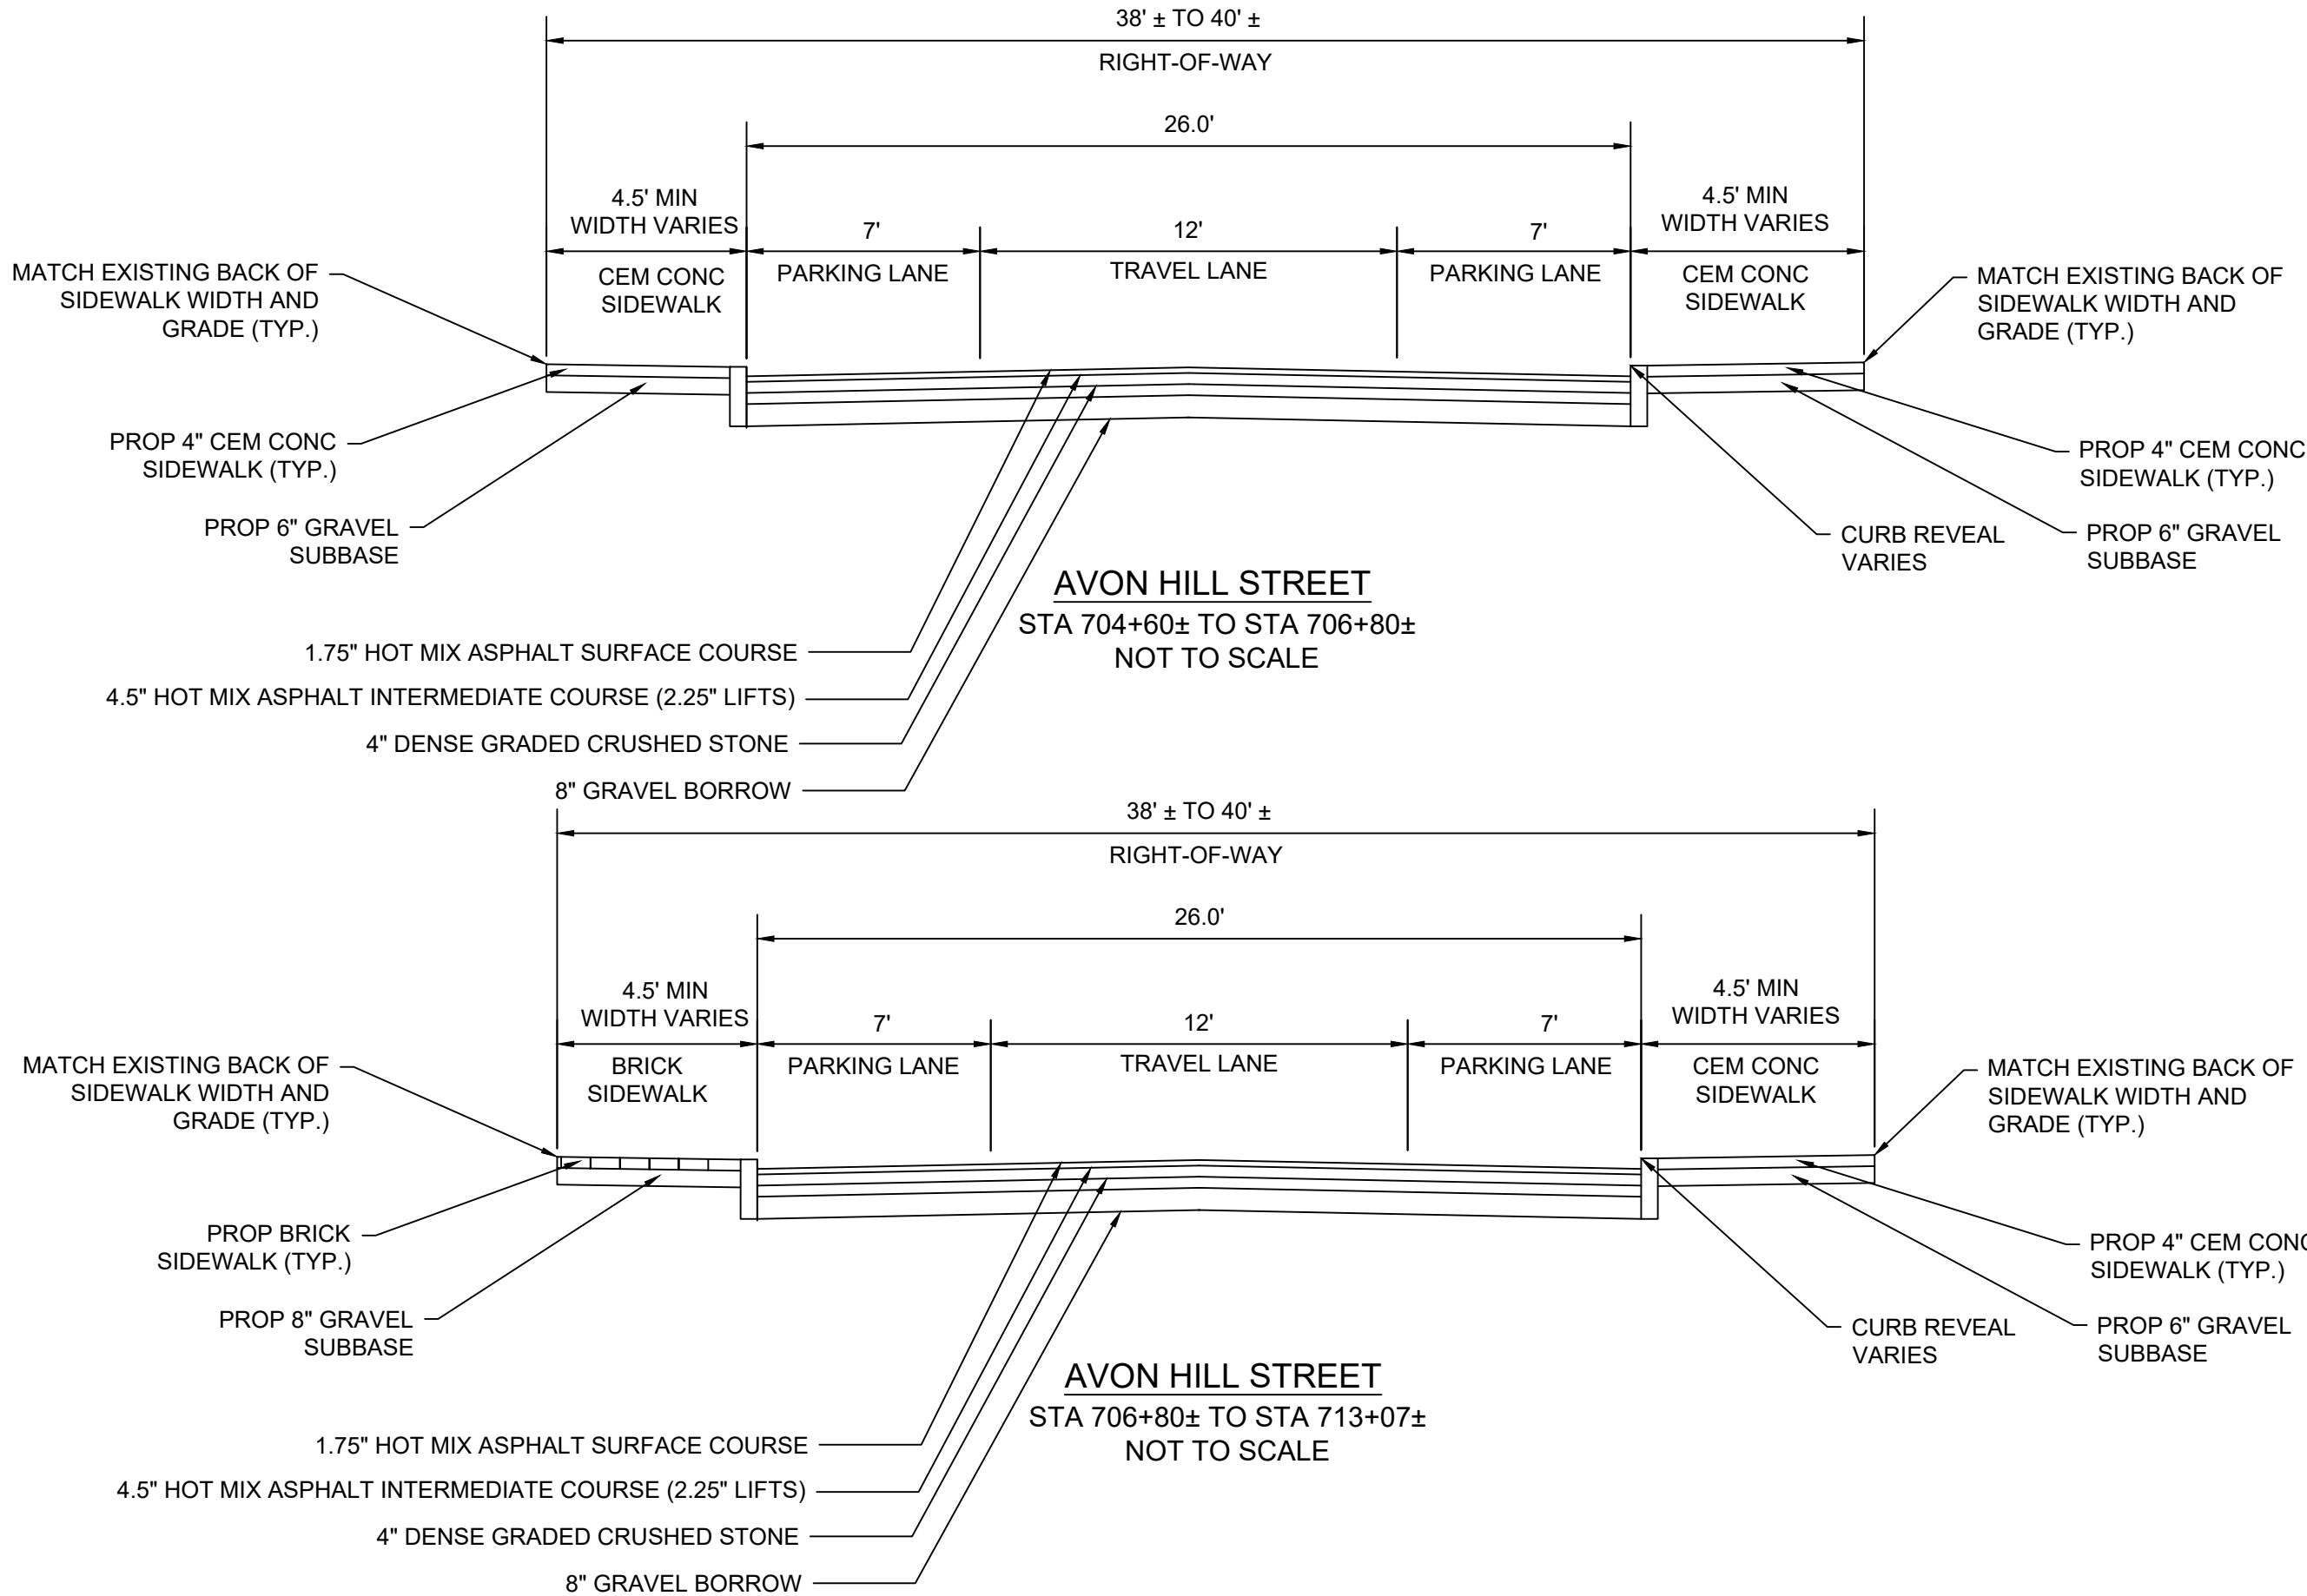 38' ± TO 40' ±
RIGHT-OF-WAY
26.0'
4.5' MIN
WIDTH VARIES
CEM CONC
SIDEWALK
7'
PARKING LANE
12'
TRAVEL LANE
7'
PARKING LANE
4.5' MIN
WIDTH VARIES
CEM CONC
SIDEWALK
MATCH EXISTING BACK OF
SIDEWALK WIDTH AND
GRADE (TYP.)
MATCH EXISTING BACK OF
SIDEWALK WIDTH AND
GRADE (TYP.)
PROP 4" CEM CONC
SIDEWALK (TYP.)
PROP 6" GRAVEL
SUBBASE
PROP 4" CEM CONC
SIDEWALK (TYP.)
PROP 6" GRAVEL
SUBBASE
CURB REVEAL
VARIES
AVON HILL STREET
STA 704+60± TO STA 706+80±
NOT TO SCALE
1.75" HOT MIX ASPHALT SURFACE COURSE
4.5" HOT MIX ASPHALT INTERMEDIATE COURSE (2.25" LIFTS)
4" DENSE GRADED CRUSHED STONE
8" GRAVEL BORROW
38' ± TO 40' ±
RIGHT-OF-WAY
26.0'
4.5' MIN
WIDTH VARIES
BRICK
SIDEWALK
7'
PARKING LANE
12'
TRAVEL LANE
7'
PARKING LANE
4.5' MIN
WIDTH VARIES
CEM CONC
SIDEWALK
MATCH EXISTING BACK OF
SIDEWALK WIDTH AND
GRADE (TYP.)
MATCH EXISTING BACK OF
SIDEWALK WIDTH AND
GRADE (TYP.)
PROP BRICK
SIDEWALK (TYP.)
PROP 8" GRAVEL
SUBBASE
PROP 4" CEM CONC
SIDEWALK (TYP.)
PROP 6" GRAVEL
SUBBASE
CURB REVEAL
VARIES
AVON HILL STREET
STA 706+80± TO STA 713+07±
NOT TO SCALE
1.75" HOT MIX ASPHALT SURFACE COURSE
4.5" HOT MIX ASPHALT INTERMEDIATE COURSE (2.25" LIFTS)
4" DENSE GRADED CRUSHED STONE
8" GRAVEL BORROW